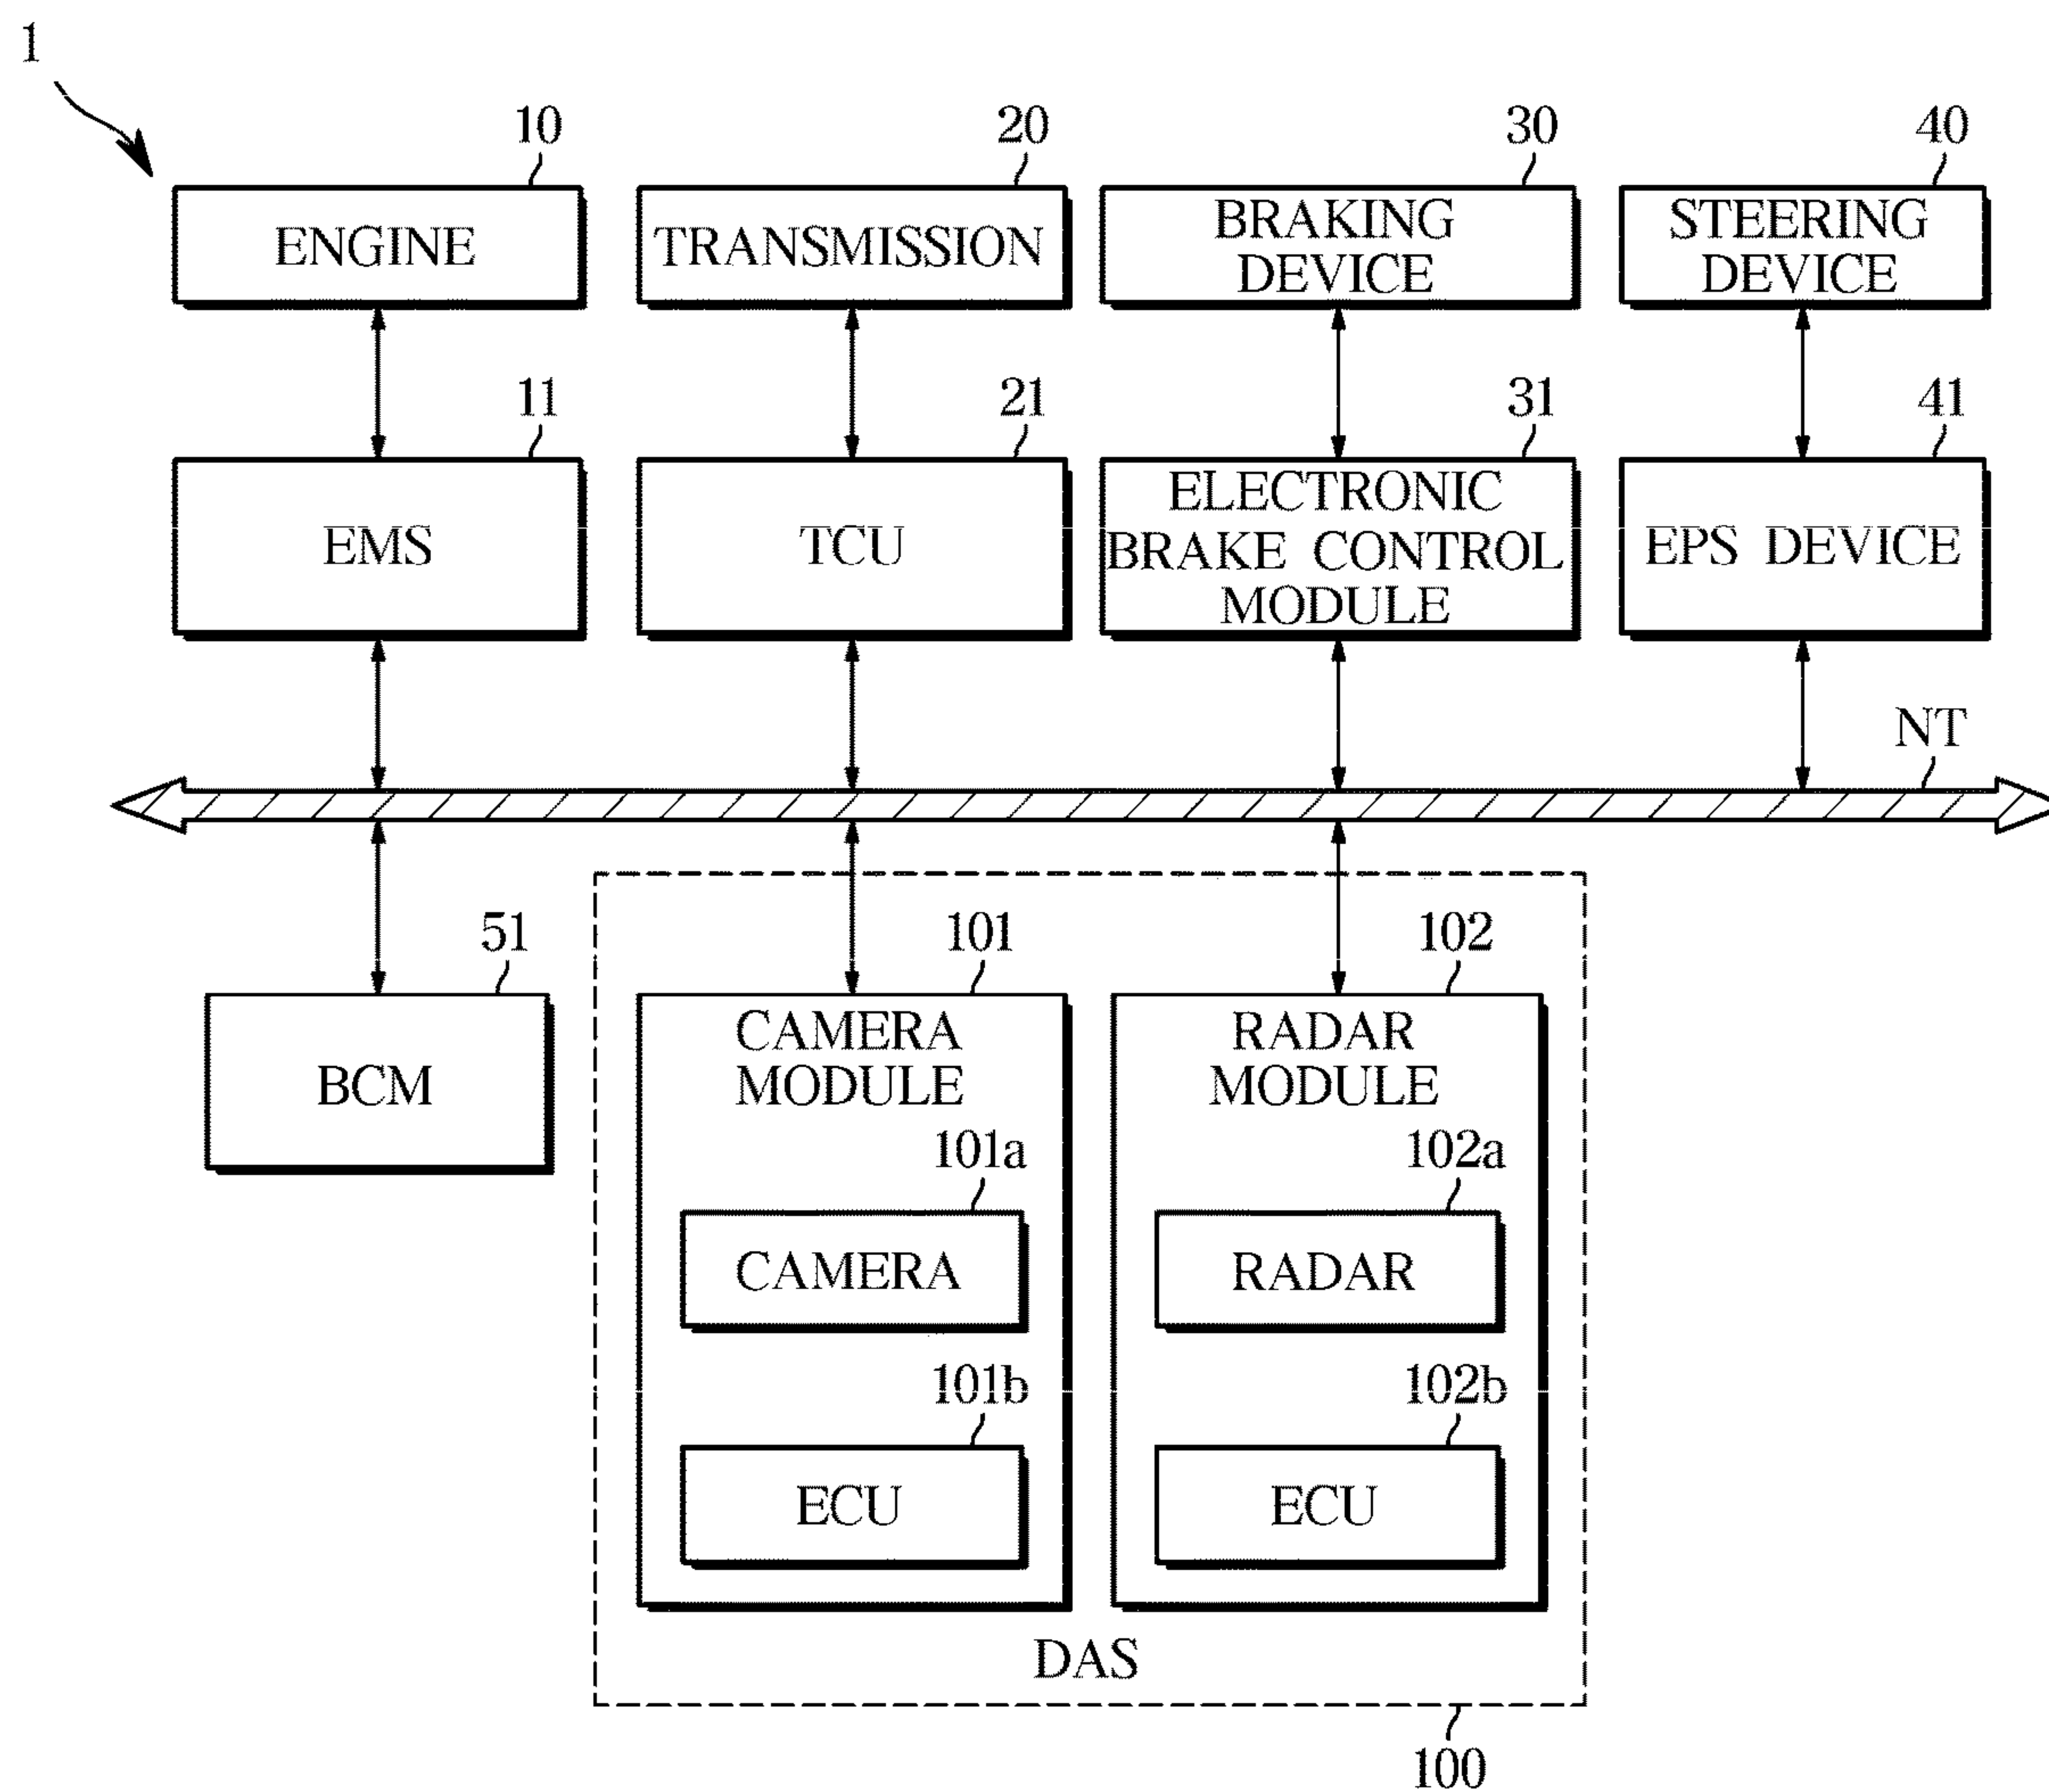 1
10
20
30
40
ENGINE
TRANSMISSION
BRAKING
DEVICE
STEERING
DEVICE
11
21
31
41
EMS
TCU
ELECTRONIC
BRAKE CONTROL
MODULE
EPS DEVICE
NT
51
101
102
BCM
CAMERA
MODULE
RADAR
MODULE
101a
102a
CAMERA
RADAR
101b
102b
ECU
ECU
DAS
100